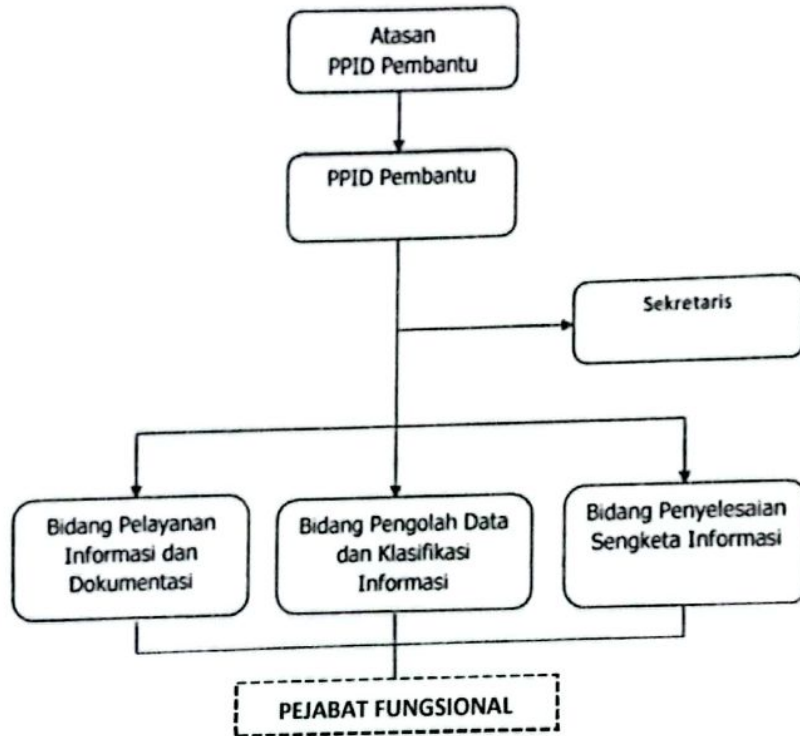 Atasan
PPID Pembantu
PPID Pembantu
Sekretaris
Bidang Pelayanan
Informasi dan
Dokumentasi
Bidang Pengolah Data
dan Klasifikasi
Informasi
Bidang Penyelesaian
Sengketa Informasi
PEJABAT FUNGSIONAL